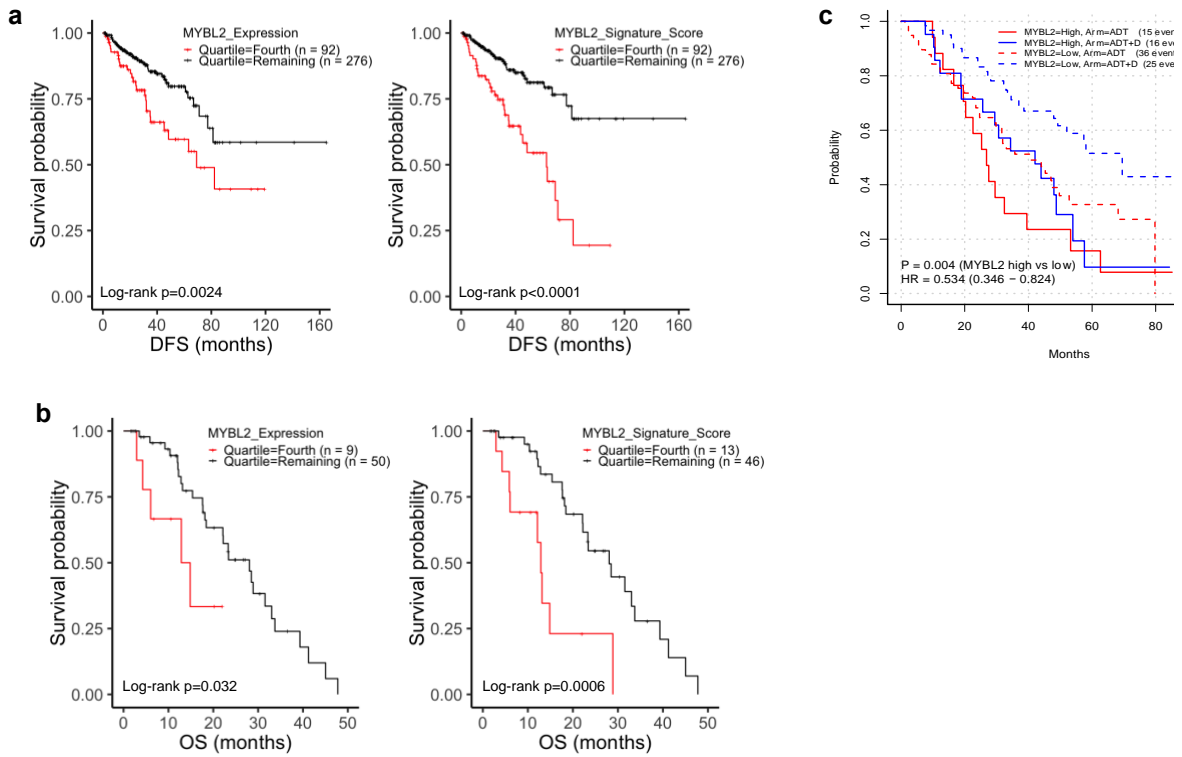 a
MYBL2_Expression
Quartile=Fourth (n = 92)
Quartile=Remaining (n = 276)
Survival probability
1.00
0.75
0.50
0.25
0.00
Log-rank p=0.0024
0 40 80 120 160
DFS (months)
MYBL2_Signature_Score
Quartile=Fourth (n = 92)
Quartile=Remaining (n = 276)
Survival probability
1.00
0.75
0.50
0.25
0.00
Log-rank p<0.0001
0 40 80 120 160
DFS (months)
c
MYBL2=High, Arm=ADT (15 ever
MYBL2=High, Arm=ADT+D (16 eve
MYBL2=Low, Arm=ADT (36 event
MYBL2=Low, Arm=ADT+D (25 eve
Probability
1.0
0.8
0.6
0.4
0.2
0.0
P = 0.004 (MYBL2 high vs low)
HR = 0.534 (0.346 − 0.824)
0 20 40 60 80
Months
b
MYBL2_Expression
Quartile=Fourth (n = 9)
Quartile=Remaining (n = 50)
Survival probability
1.00
0.75
0.50
0.25
0.00
Log-rank p=0.032
0 10 20 30 40 50
OS (months)
MYBL2_Signature_Score
Quartile=Fourth (n = 13)
Quartile=Remaining (n = 46)
Survival probability
1.00
0.75
0.50
0.25
0.00
Log-rank p=0.0006
0 10 20 30 40 50
OS (months)